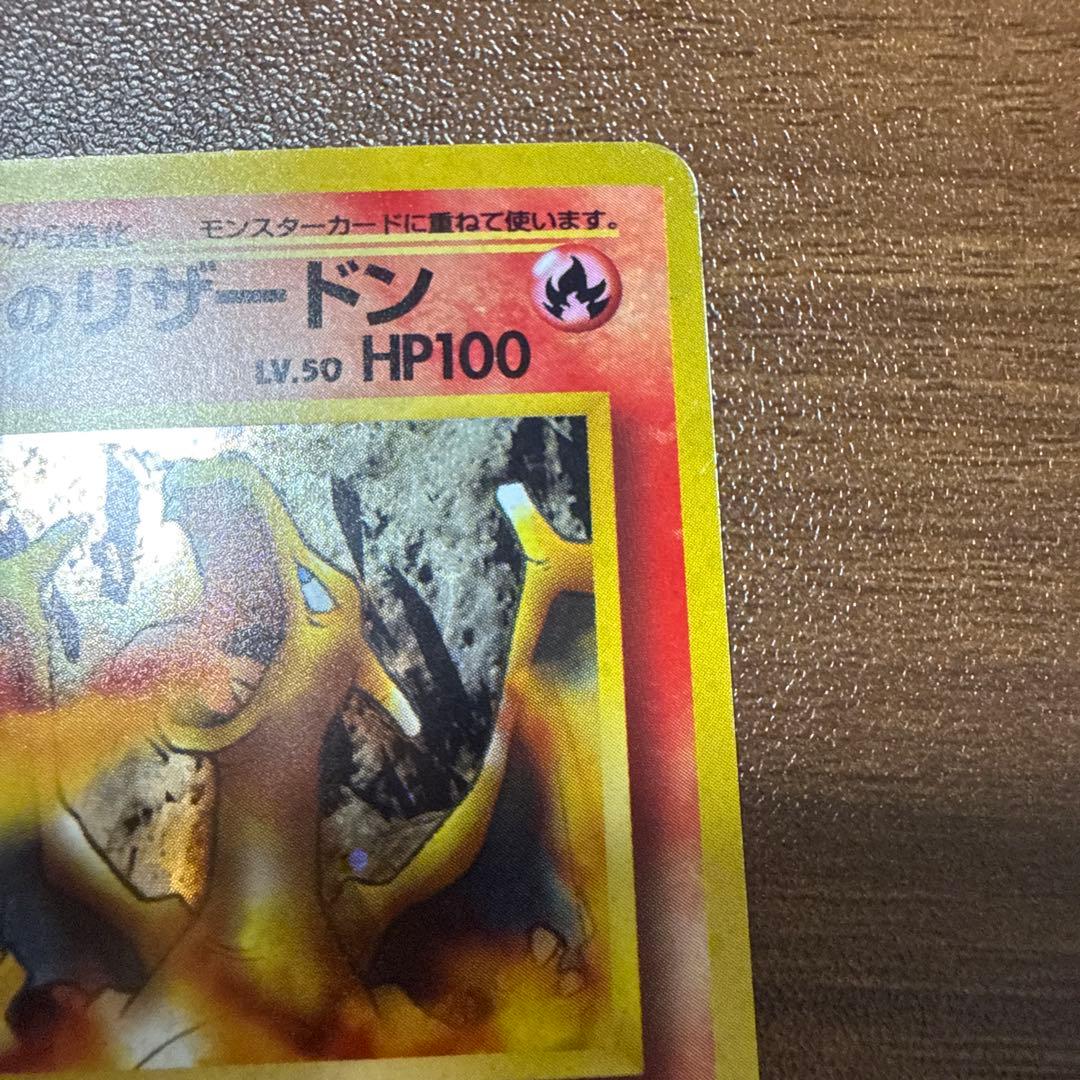 から進化 モンスターカードに重ねて使います。
のリザードン
LV.50 HP100